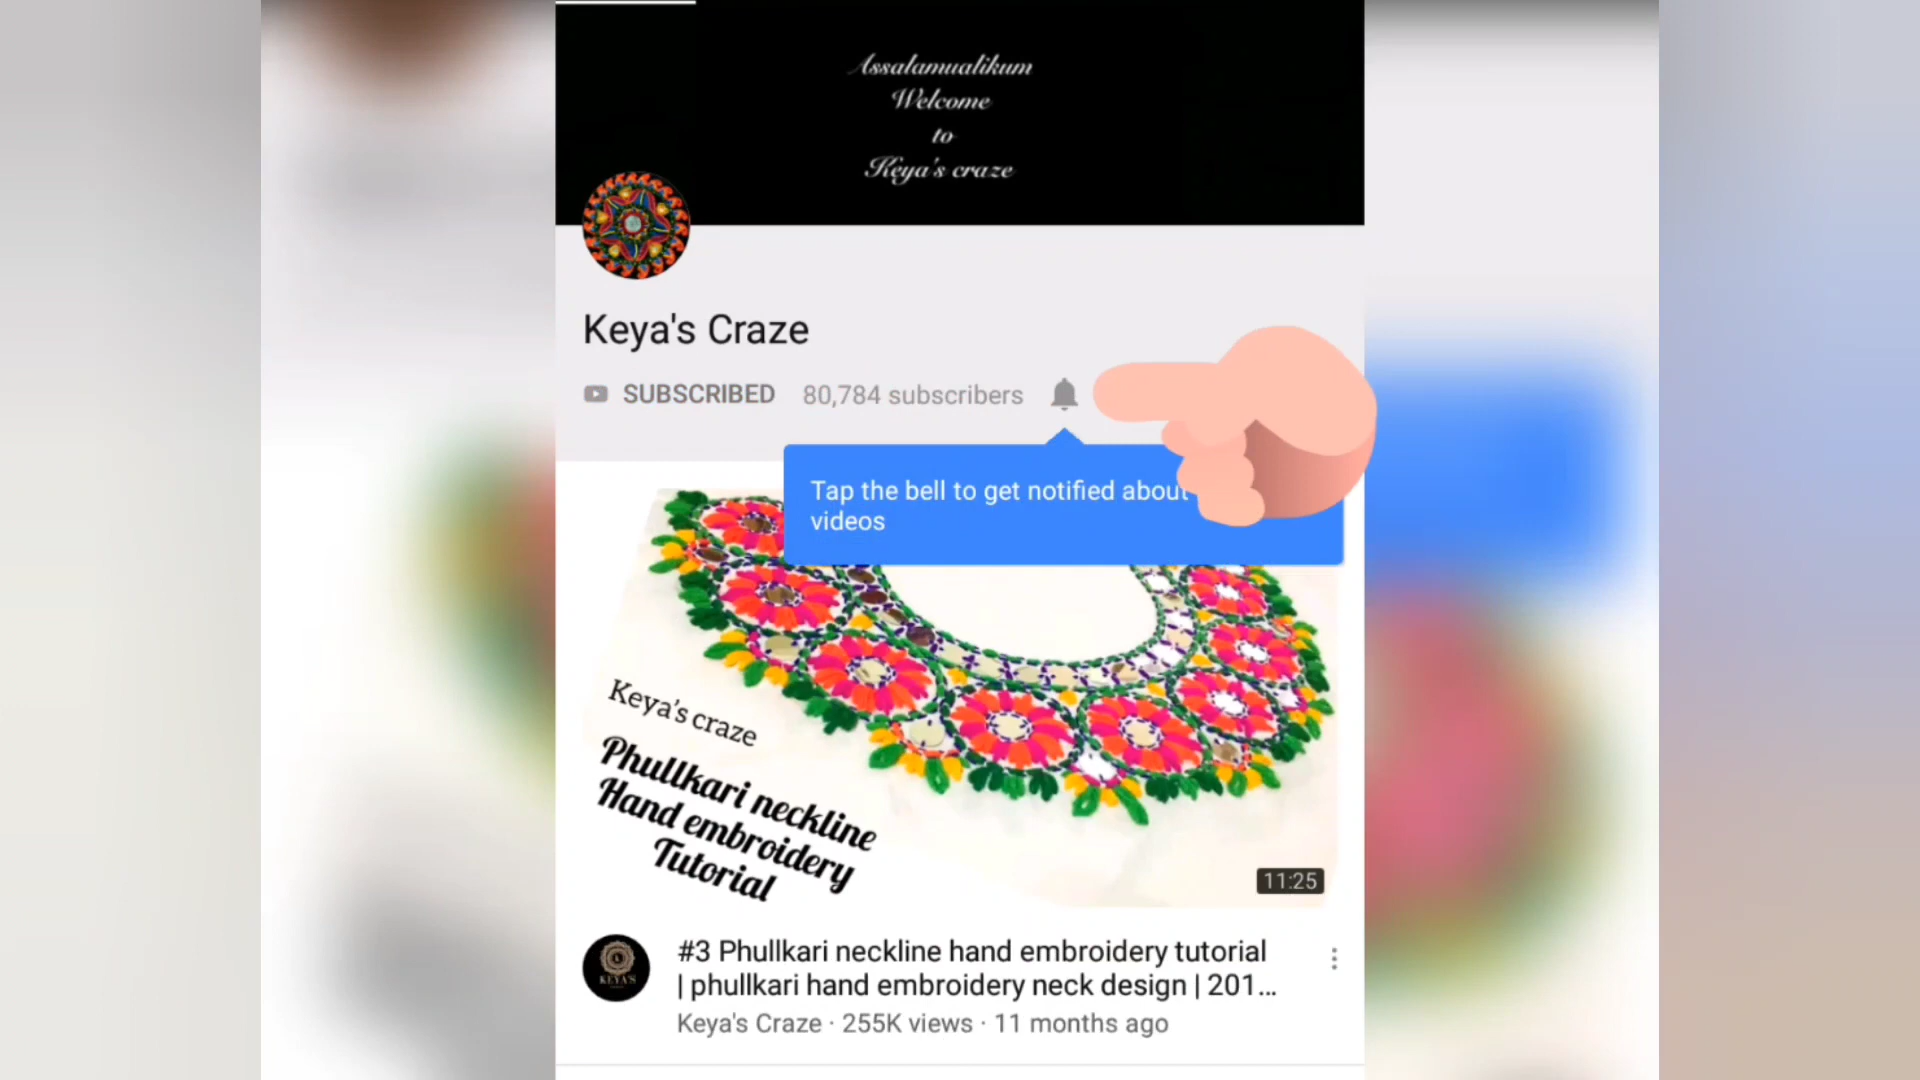 Assalamualikum
Welcome
to
Keya's craze
Keya's Craze
SUBSCRIBED 80,784 subscribers
Tap the bell to get notified about
videos
Keya's craze
Phullkari neckline
Hand embroidery
Tutorial
11:25
KEYA'S
#3 Phullkari neckline hand embroidery tutorial
| phullkari hand embroidery neck design | 201...
Keya's Craze · 255K views · 11 months ago